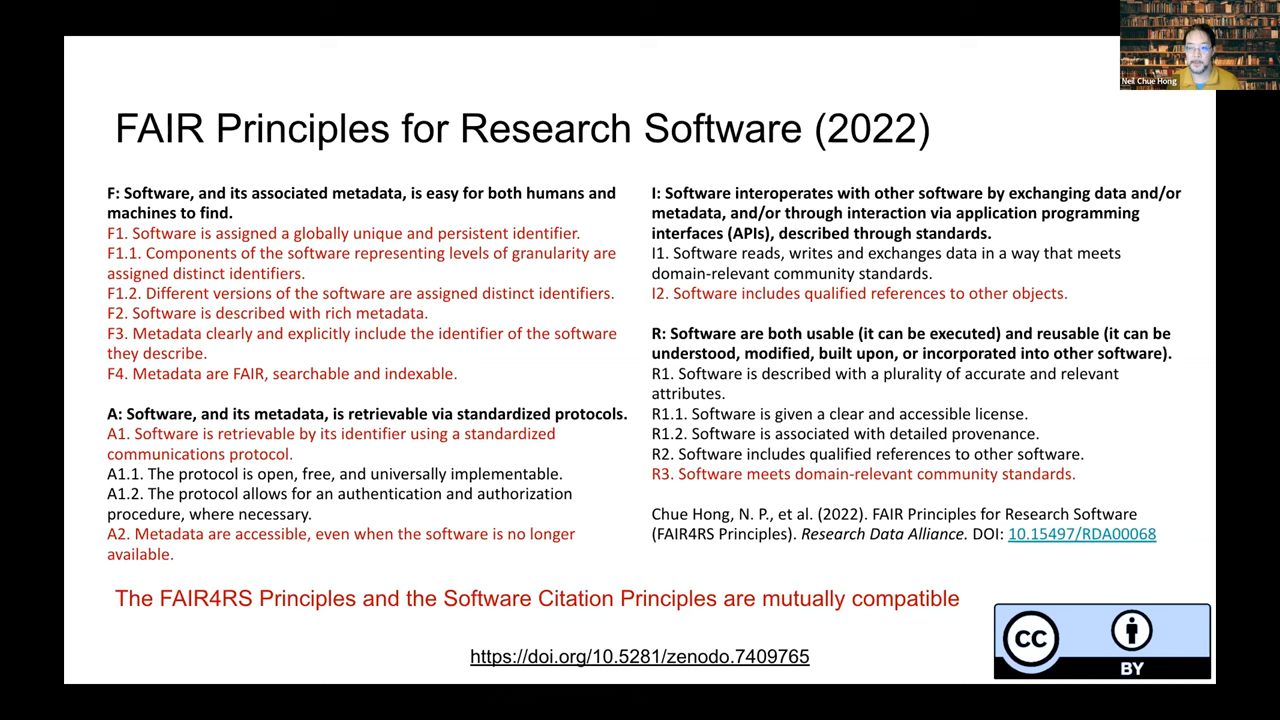 Neil Chue Hong
FAIR Principles for Research Software (2022)
F: Software, and its associated metadata, is easy for both humans and
machines to find.
F1. Software is assigned a globally unique and persistent identifier.
F1.1. Components of the software representing levels of granularity are
assigned distinct identifiers.
F1.2. Different versions of the software are assigned distinct identifiers.
F2. Software is described with rich metadata.
F3. Metadata clearly and explicitly include the identifier of the software
they describe.
F4. Metadata are FAIR, searchable and indexable.
A: Software, and its metadata, is retrievable via standardized protocols.
A1. Software is retrievable by its identifier using a standardized
communications protocol.
A1.1. The protocol is open, free, and universally implementable.
A1.2. The protocol allows for an authentication and authorization
procedure, where necessary.
A2. Metadata are accessible, even when the software is no longer
available.
I: Software interoperates with other software by exchanging data and/or
metadata, and/or through interaction via application programming
interfaces (APIs), described through standards.
I1. Software reads, writes and exchanges data in a way that meets
domain-relevant community standards.
I2. Software includes qualified references to other objects.
R: Software are both usable (it can be executed) and reusable (it can be
understood, modified, built upon, or incorporated into other software).
R1. Software is described with a plurality of accurate and relevant
attributes.
R1.1. Software is given a clear and accessible license.
R1.2. Software is associated with detailed provenance.
R2. Software includes qualified references to other software.
R3. Software meets domain-relevant community standards.
Chue Hong, N. P., et al. (2022). FAIR Principles for Research Software
(FAIR4RS Principles). Research Data Alliance. DOI: 10.15497/RDA00068
The FAIR4RS Principles and the Software Citation Principles are mutually compatible
https://doi.org/10.5281/zenodo.7409765
CC
BY